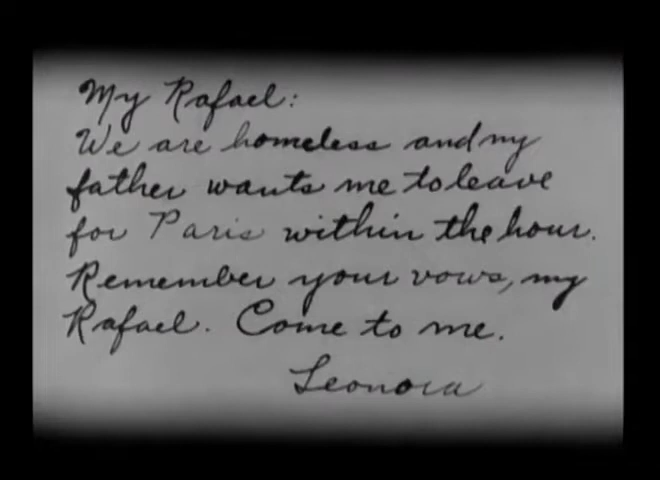 My Rafael:
We are homeless and my
father wants me to leave
for Paris within the hour.
Remember your vows, my
Rafael. Come to me.
Leonora